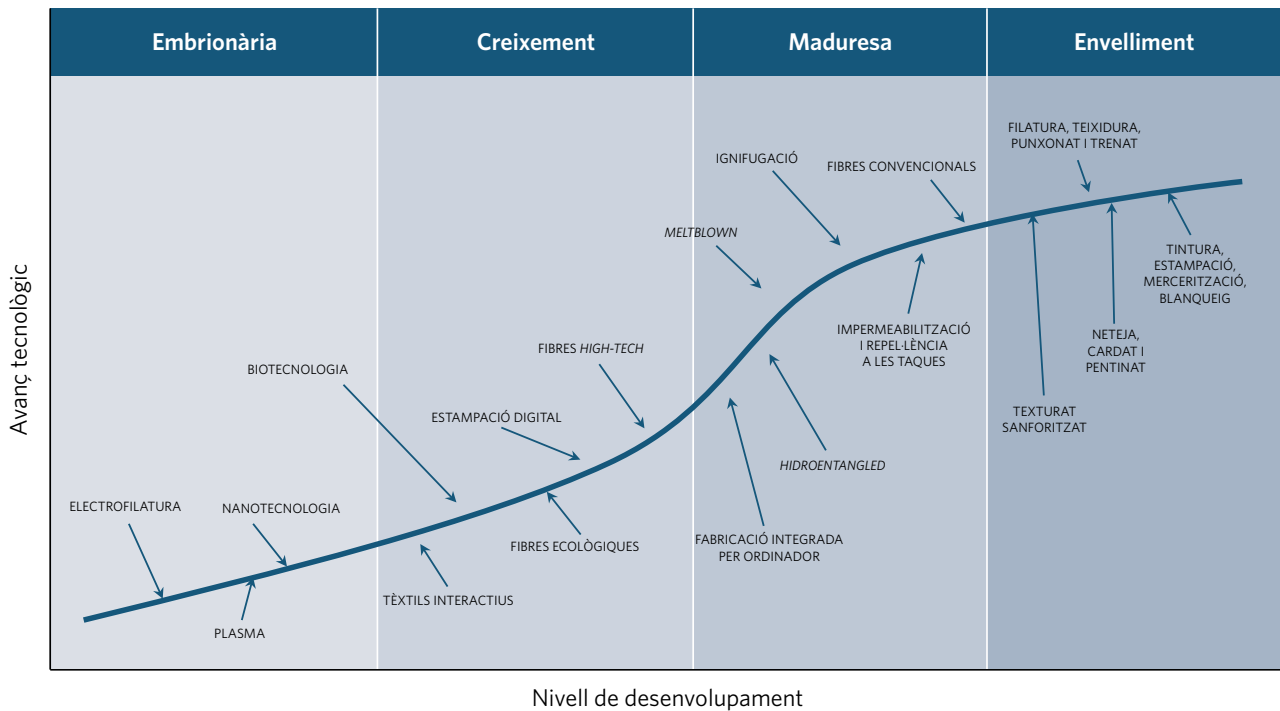 Embrionària
Creixement
Maduresa
Envelliment
FILATURA, TEIXIDURA,
PUNXONAT I TRENAT
IGNIFUGACIÓ
FIBRES CONVENCIONALS
MELTBLOWN
TINTURA,
ESTAMPACIÓ,
MERCERITZACIÓ,
BLANQUEIG
IMPERMEABILITZACIÓ
I REPEL·LÈNCIA
A LES TAQUES
NETEJA,
CARDAT I
PENTINAT
FIBRES HIGH-TECH
BIOTECNOLOGIA
ESTAMPACIÓ DIGITAL
TEXTURAT
SANFORITZAT
HIDROENTANGLED
ELECTROFILATURA
NANOTECNOLOGIA
FIBRES ECOLÒGIQUES
FABRICACIÓ INTEGRADA
PER ORDINADOR
TÈXTILS INTERACTIUS
PLASMA
Avanç tecnològic
Nivell de desenvolupament